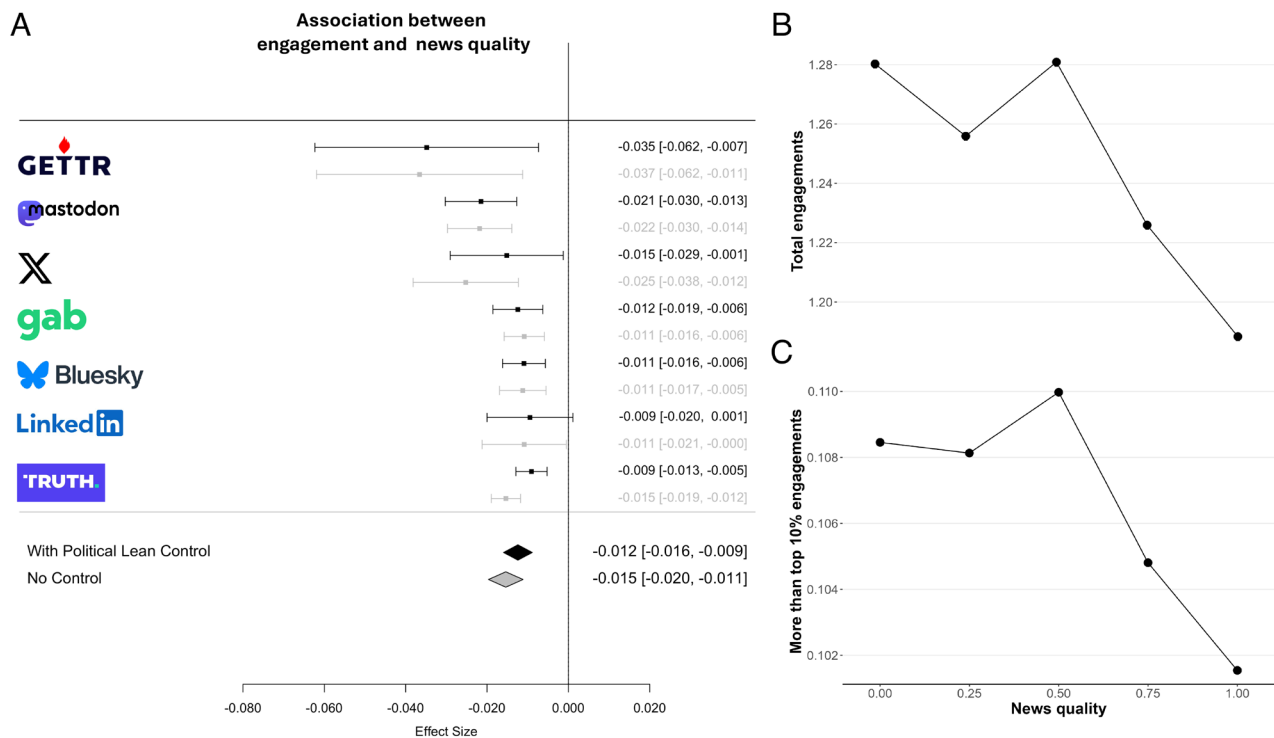 A
Association between
engagement and news quality
GETTR
-0.035 [-0.062, -0.007]
-0.037 [-0.062, -0.011]
mastodon
-0.021 [-0.030, -0.013]
-0.022 [-0.030, -0.014]
X
-0.015 [-0.029, -0.001]
-0.025 [-0.038, -0.012]
gab
-0.012 [-0.019, -0.006]
-0.011 [-0.016, -0.006]
Bluesky
-0.011 [-0.016, -0.006]
-0.011 [-0.017, -0.005]
Linked in
-0.009 [-0.020, 0.001]
-0.011 [-0.021, -0.000]
TRUTH.
-0.009 [-0.013, -0.005]
-0.015 [-0.019, -0.012]
With Political Lean Control
-0.012 [-0.016, -0.009]
No Control
-0.015 [-0.020, -0.011]
-0.080 -0.060 -0.040 -0.020 0.000 0.020
Effect Size
B
Total engagements
1.28
1.26
1.24
1.22
1.20
C
More than top 10% engagements
0.110
0.108
0.106
0.104
0.102
0.00 0.25 0.50 0.75 1.00
News quality